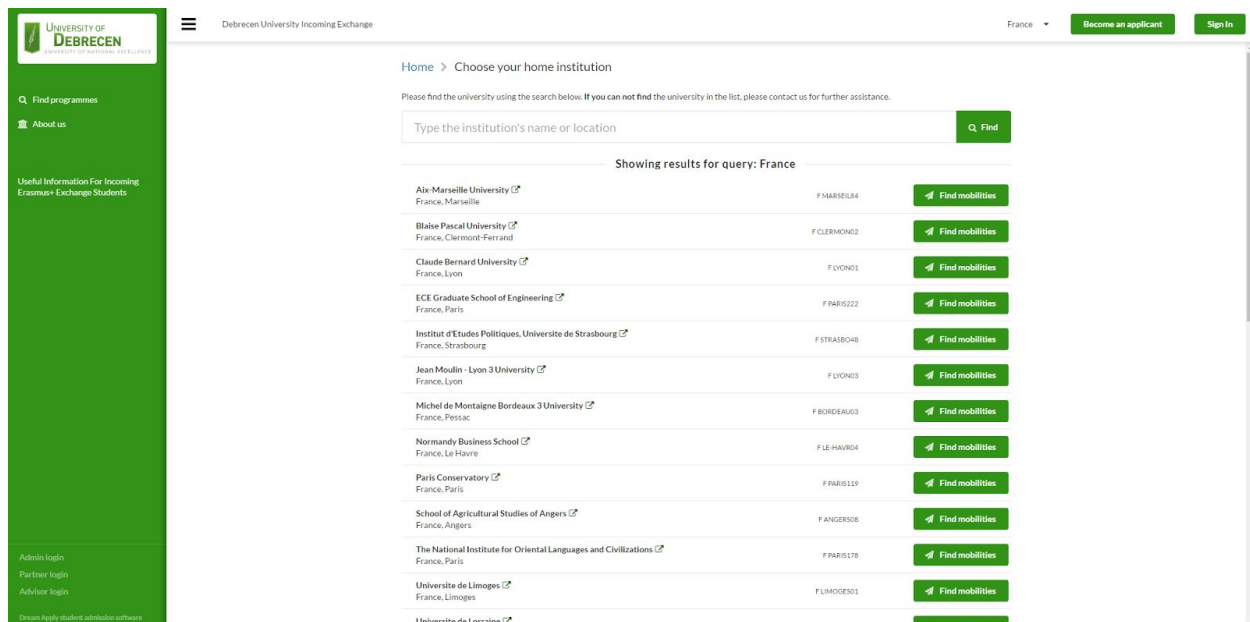 UNIVERSITY OF
DEBRECEN
UNIVERSITY OF NATIONAL EXCELLENCE
Find programmes
About us
Useful Information For Incoming
Erasmus+ Exchange Students
Admin login
Partner login
Advisor login
Dream Apply student admission software
Debrecen University Incoming Exchange
France
Become an applicant
Sign In
Home > Choose your home institution
Please find the university using the search below. If you can not find the university in the list, please contact us for further assistance.
Type the institution's name or location
Find
Showing results for query: France
Aix-Marseille University
France, Marseille
F MARSEIL84
Find mobilities
Blaise Pascal University
France, Clermont-Ferrand
F CLERMON02
Find mobilities
Claude Bernard University
France, Lyon
F LYON01
Find mobilities
ECE Graduate School of Engineering
France, Paris
F PARIS222
Find mobilities
Institut d'Etudes Politiques, Universite de Strasbourg
France, Strasbourg
F STRASBO48
Find mobilities
Jean Moulin - Lyon 3 University
France, Lyon
F LYON03
Find mobilities
Michel de Montaigne Bordeaux 3 University
France, Pessac
F BORDEAU03
Find mobilities
Normandy Business School
France, Le Havre
F LE-HAVR04
Find mobilities
Paris Conservatory
France, Paris
F PARIS119
Find mobilities
School of Agricultural Studies of Angers
France, Angers
F ANGERS08
Find mobilities
The National Institute for Oriental Languages and Civilizations
France, Paris
F PARIS178
Find mobilities
Universite de Limoges
France, Limoges
F LIMOGES01
Find mobilities
Universite de Lorraine